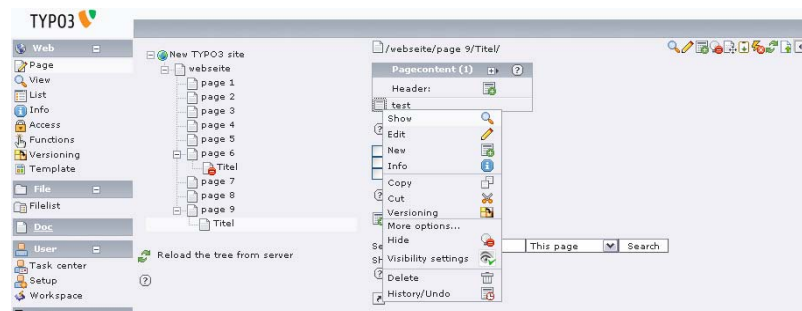 TYPO3
Web
Page
View
List
Info
Access
Functions
Versioning
Template
File
Filelist
Doc
User
Task center
Setup
Workspace
New TYPO3 site
webseite
page 1
page 2
page 3
page 4
page 5
page 6
Titel
page 7
page 8
page 9
Titel
Reload the tree from server
/webseite/page 9/Titel/
Pagecontent (1)
Header:
test
Show
Edit
New
Info
Copy
Cut
Versioning
More options...
Hide
Visibility settings
Delete
History/Undo
This page
Search